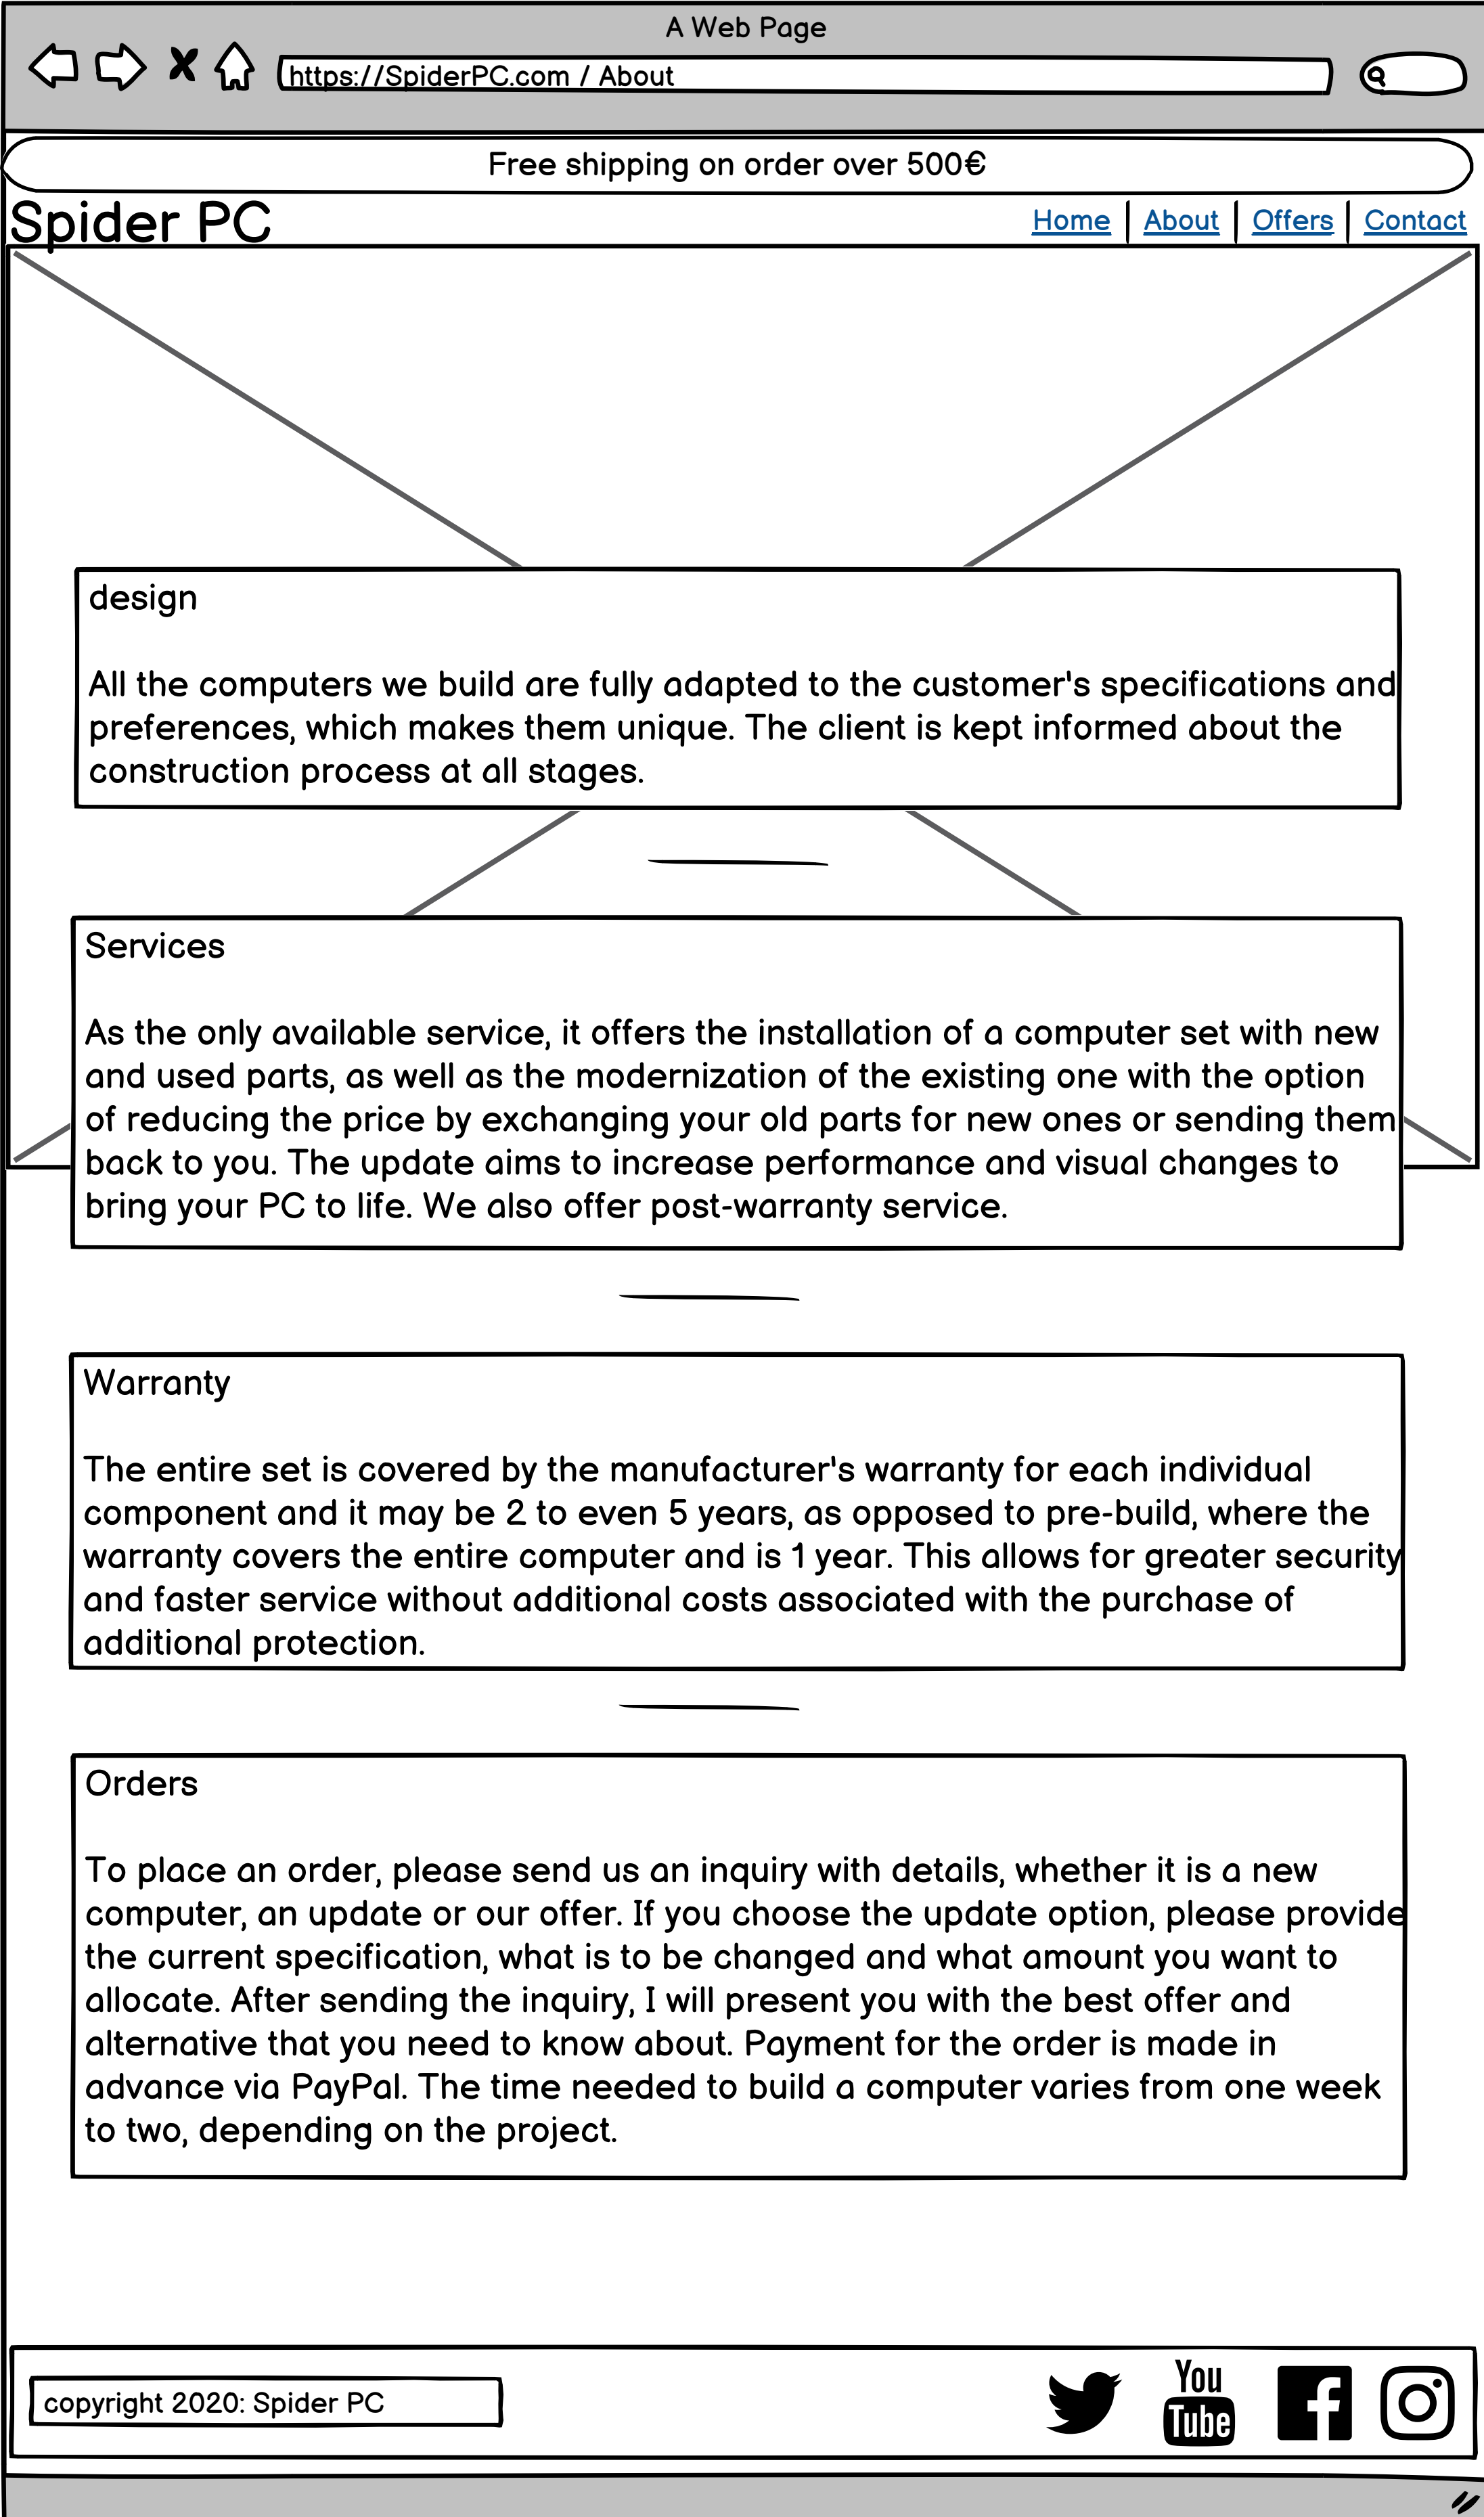 A Web Page
https://SpiderPC.com / About
Free shipping on order over 500€
Spider PC
Home
About
Offers
Contact
design
All the computers we build are fully adapted to the customer's specifications and
preferences, which makes them unique. The client is kept informed about the
construction process at all stages.
Services
As the only available service, it offers the installation of a computer set with new
and used parts, as well as the modernization of the existing one with the option
of reducing the price by exchanging your old parts for new ones or sending them
back to you. The update aims to increase performance and visual changes to
bring your PC to life. We also offer post-warranty service.
Warranty
The entire set is covered by the manufacturer's warranty for each individual
component and it may be 2 to even 5 years, as opposed to pre-build, where the
warranty covers the entire computer and is 1 year. This allows for greater security
and faster service without additional costs associated with the purchase of
additional protection.
Orders
To place an order, please send us an inquiry with details, whether it is a new
computer, an update or our offer. If you choose the update option, please provide
the current specification, what is to be changed and what amount you want to
allocate. After sending the inquiry, I will present you with the best offer and
alternative that you need to know about. Payment for the order is made in
advance via PayPal. The time needed to build a computer varies from one week
to two, depending on the project.
copyright 2020: Spider PC
You
Tube